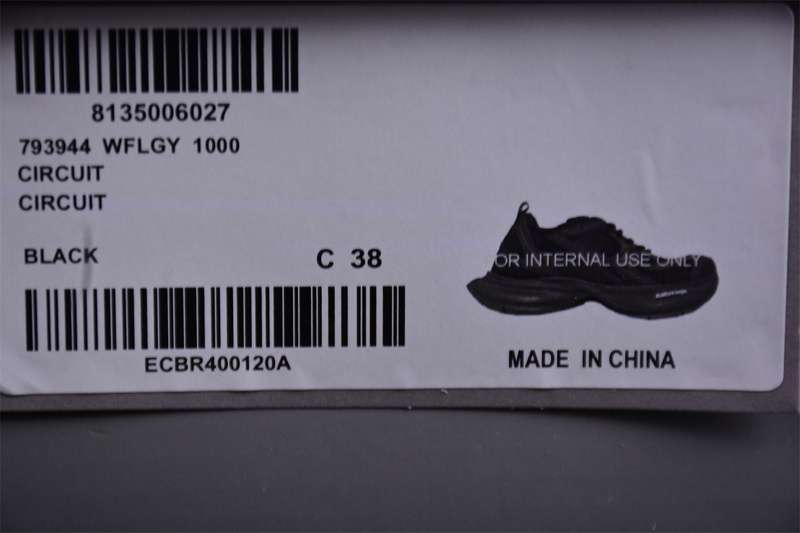 8135006027
793944 WFLGY 1000
CIRCUIT
CIRCUIT
BLACK
C 38
ECBR400120A
OR INTERNAL USE ONLY
MADE IN CHINA